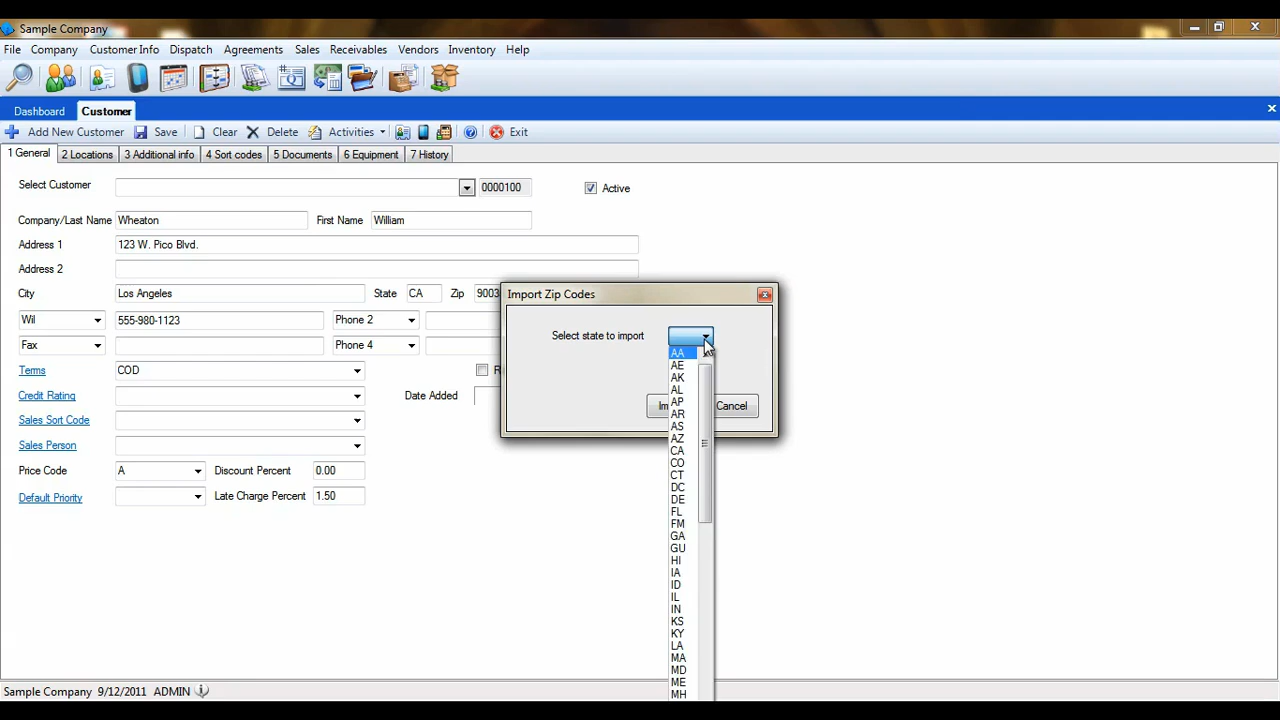 Sample Company
File Company Customer Info Dispatch Agreements Sales Receivables Vendors Inventory Help
Dashboard Customer
Add New Customer Save Clear Delete Activities Exit
1 General 2 Locations 3 Additional info 4 Sort codes 5 Documents 6 Equipment 7 History
Select Customer 0000100 Active
Company/Last Name Wheaton First Name William
Address 1 123 W. Pico Blvd.
Address 2
City Los Angeles State CA Zip
Import Zip Codes
Wil 555-980-1123 Phone 2
Select state to import
Fax Phone 4
Terms COD
Credit Rating Date Added
Cancel
Sales Sort Code
Sales Person
Price Code A Discount Percent 0.00
Default Priority Late Charge Percent 1.50
AA
AE
AK
AL
AP
AR
AS
AZ
CA
CO
CT
DC
DE
FL
FM
GA
GU
HI
IA
ID
IL
IN
KS
KY
LA
MA
MD
ME
MH
Sample Company 9/12/2011 ADMIN